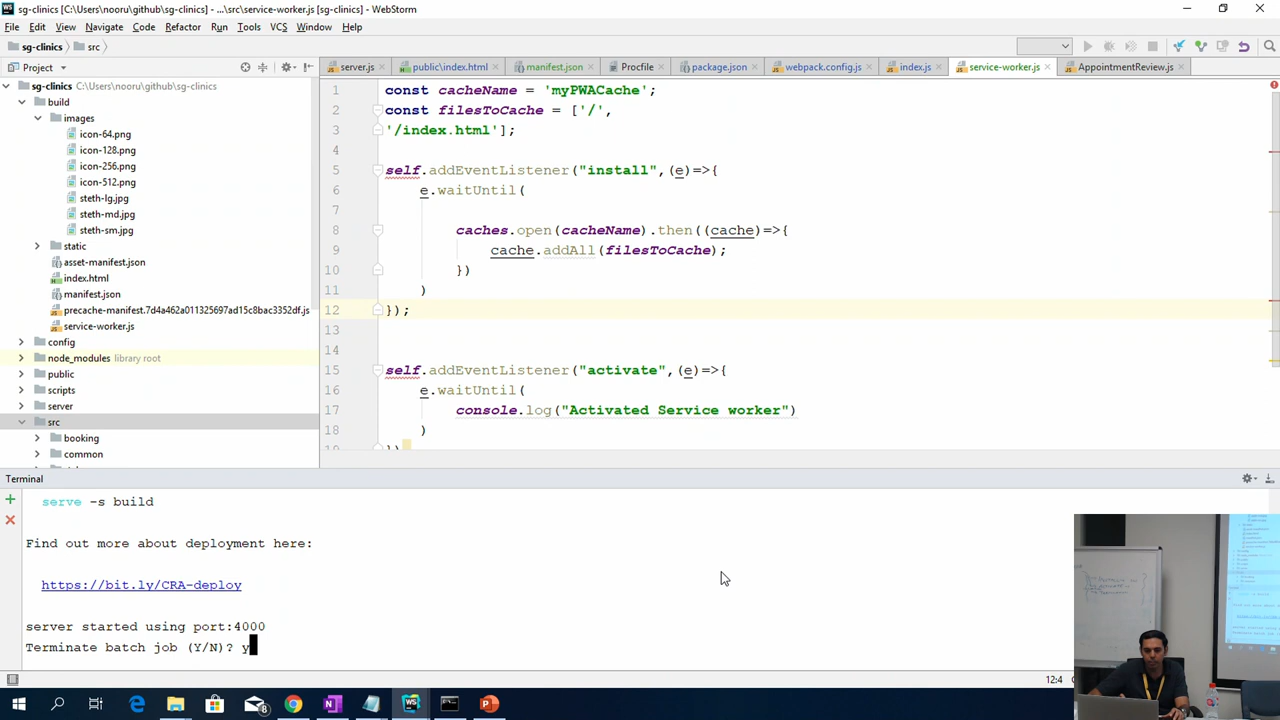 sg-clinics [C:\Users\nooru\github\sg-clinics] - ...\src\service-worker.js [sg-clinics] - WebStorm
File Edit View Navigate Code Refactor Run Tools VCS Window Help
sg-clinics src
Project
server.js public\index.html manifest.json Procfile package.json webpack.config.js index.js service-worker.js AppointmentReview.js
sg-clinics C:\Users\nooru\github\sg-clinics
build
images
icon-64.png
icon-128.png
icon-256.png
icon-512.png
steth-lg.jpg
steth-md.jpg
steth-sm.jpg
static
asset-manifest.json
index.html
manifest.json
precache-manifest.7d4a462a011325697ad15c8bac3352df.js
service-worker.js
config
node_modules library root
public
scripts
server
src
booking
common
1 const cacheName = 'myPWACache';
2 const filesToCache = ['/',
3 '/index.html'];
4
5 self.addEventListener("install",(e)=>{
6 e.waitUntil(
7
8 caches.open(cacheName).then((cache)=>{
9 cache.addAll(filesToCache);
10 })
11 )
12 });
13
14
15 self.addEventListener("activate",(e)=>{
16 e.waitUntil(
17 console.log("Activated Service worker")
18 )
19 })
Terminal
serve -s build
Find out more about deployment here:
https://bit.ly/CRA-deploy
server started using port:4000
Terminate batch job (Y/N)? y
12:4